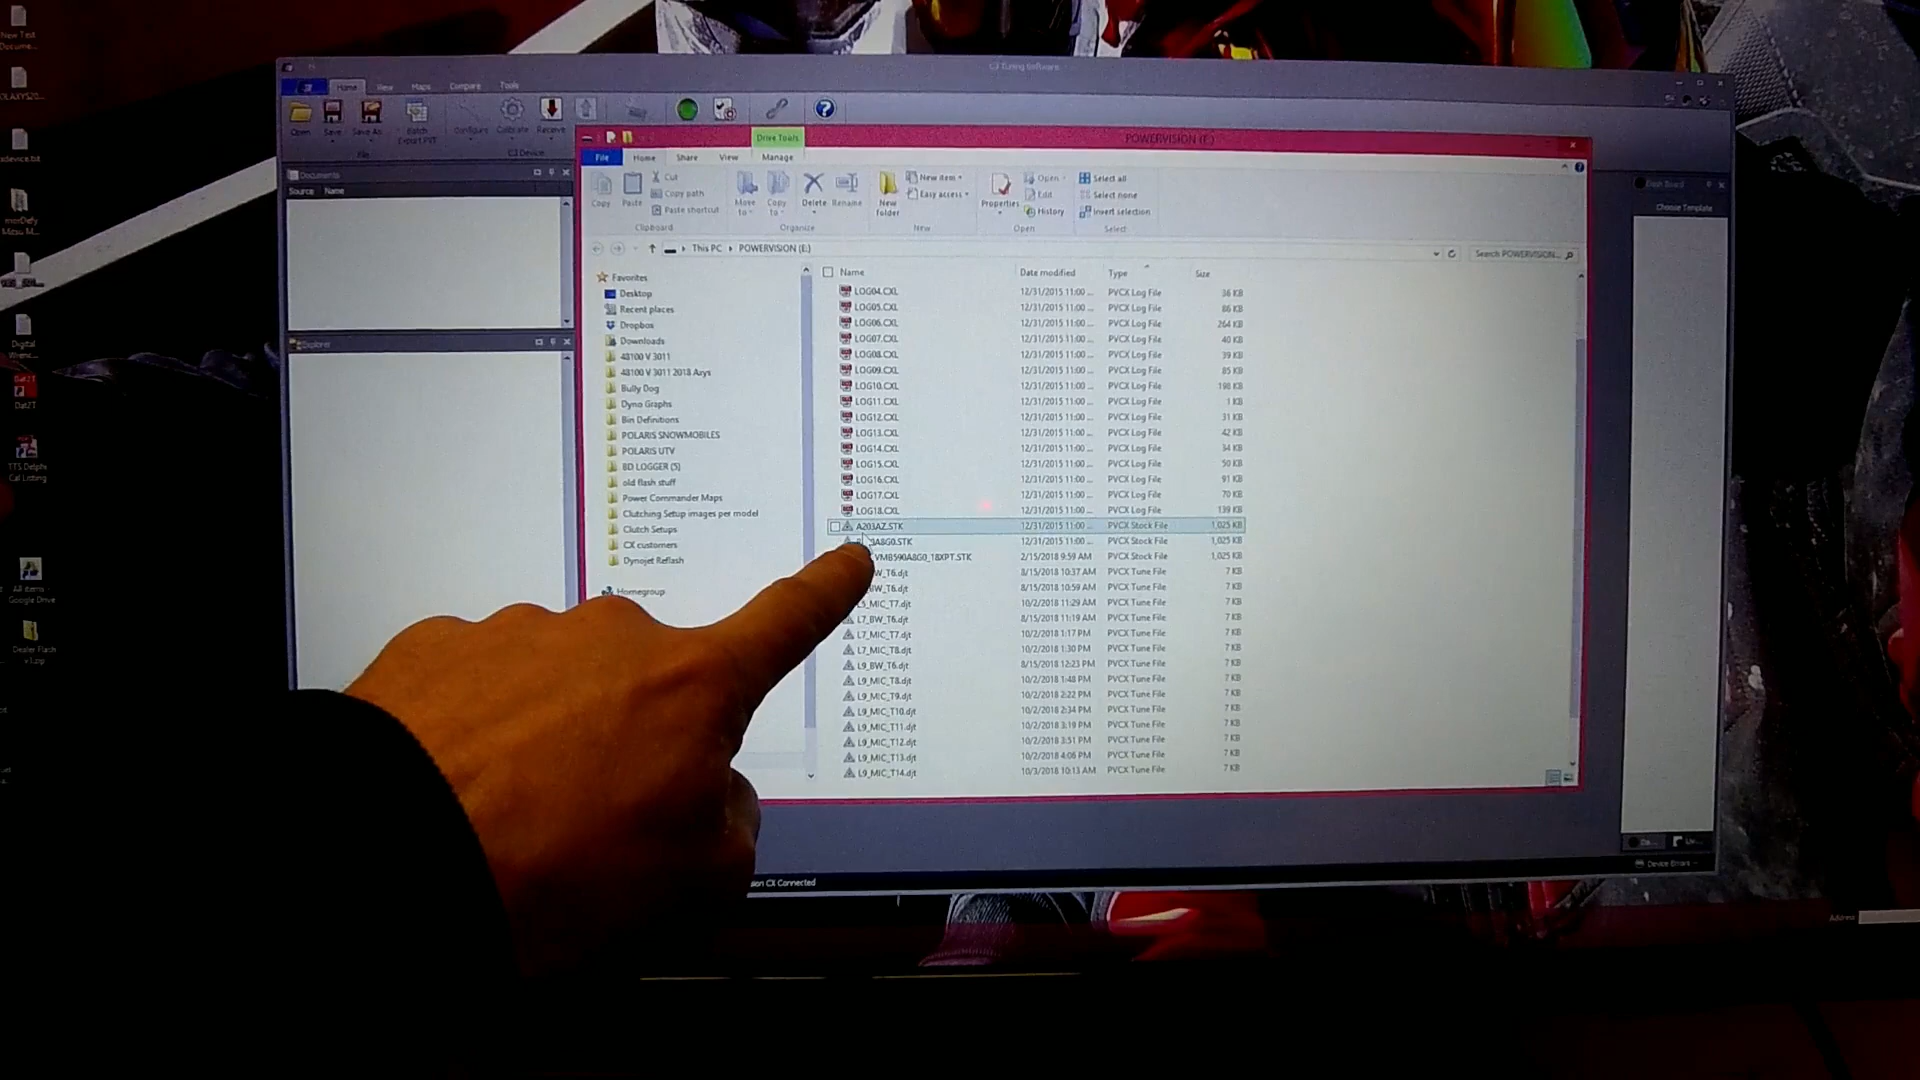 New Text
Docume...
C3 Tuning Software
Home View Maps Compare Tools
Open Save Save As Batch Configure Calibrate Receive
Export PVT
File
Device
Drive Tools
POWERVISION (E:)
File Home Share View Manage
Copy Paste Cut
Copy path
Paste shortcut
Move to Copy to Delete Rename New folder
New item
Easy access
Properties
Open
Edit
History
Select all
Select none
Invert selection
Clipboard Organize New Open Select
This PC POWERVISION (E:)
Search POWERVISION...
Documents
Source Name
Explorer
Dash Board
Choose Template
Favorites
Desktop
Recent places
Dropbox
Downloads
48100 V 3011
48100 V 3011 2018 Axys
Bully Dog
Dyno Graphs
Bin Definitions
POLARIS SNOWMOBILES
POLARIS UTV
BD LOGGER (5)
old flash stuff
Power Commander Maps
Clutching Setup images per model
Clutch Setups
CX customers
Dynojet Reflash
Homegroup
Name Date modified Type Size
LOG04.CXL 12/31/2015 11:00 ... PVCX Log File 36 KB
LOG05.CXL 12/31/2015 11:00 ... PVCX Log File 86 KB
LOG06.CXL 12/31/2015 11:00 ... PVCX Log File 264 KB
LOG07.CXL 12/31/2015 11:00 ... PVCX Log File 40 KB
LOG08.CXL 12/31/2015 11:00 ... PVCX Log File 39 KB
LOG09.CXL 12/31/2015 11:00 ... PVCX Log File 85 KB
LOG10.CXL 12/31/2015 11:00 ... PVCX Log File 198 KB
LOG11.CXL 12/31/2015 11:00 ... PVCX Log File 1 KB
LOG12.CXL 12/31/2015 11:00 ... PVCX Log File 31 KB
LOG13.CXL 12/31/2015 11:00 ... PVCX Log File 42 KB
LOG14.CXL 12/31/2015 11:00 ... PVCX Log File 34 KB
LOG15.CXL 12/31/2015 11:00 ... PVCX Log File 50 KB
LOG16.CXL 12/31/2015 11:00 ... PVCX Log File 91 KB
LOG17.CXL 12/31/2015 11:00 ... PVCX Log File 70 KB
LOG18.CXL 12/31/2015 11:00 ... PVCX Log File 139 KB
A203AZ.STK 12/31/2015 11:00 ... PVCX Stock File 1,025 KB
3A8G0.STK 12/31/2015 11:00 ... PVCX Stock File 1,025 KB
VMB590A8G0_18XPT.STK 2/15/2018 9:59 AM PVCX Stock File 1,025 KB
W_T6.djt 8/15/2018 10:37 AM PVCX Tune File 7 KB
BW_T6.djt 8/15/2018 10:59 AM PVCX Tune File 7 KB
L5_MIC_T7.djt 10/2/2018 11:29 AM PVCX Tune File 7 KB
L7_BW_T6.djt 8/15/2018 11:19 AM PVCX Tune File 7 KB
L7_MIC_T7.djt 10/2/2018 1:17 PM PVCX Tune File 7 KB
L7_MIC_T8.djt 10/2/2018 1:30 PM PVCX Tune File 7 KB
L9_BW_T6.djt 8/15/2018 12:23 PM PVCX Tune File 7 KB
L9_MIC_T8.djt 10/2/2018 1:48 PM PVCX Tune File 7 KB
L9_MIC_T9.djt 10/2/2018 2:22 PM PVCX Tune File 7 KB
L9_MIC_T10.djt 10/2/2018 2:34 PM PVCX Tune File 7 KB
L9_MIC_T11.djt 10/2/2018 3:19 PM PVCX Tune File 7 KB
L9_MIC_T12.djt 10/2/2018 3:51 PM PVCX Tune File 7 KB
L9_MIC_T13.djt 10/2/2018 4:06 PM PVCX Tune File 7 KB
L9_MIC_T14.djt 10/3/2018 10:13 AM PVCX Tune File 7 KB
Digital
Wrenc...
Dat2T
TTS Delphi
Cal Listing
Google Drive
Dealer Flash
v3.zip
sion CX Connected
Device Errors
Address